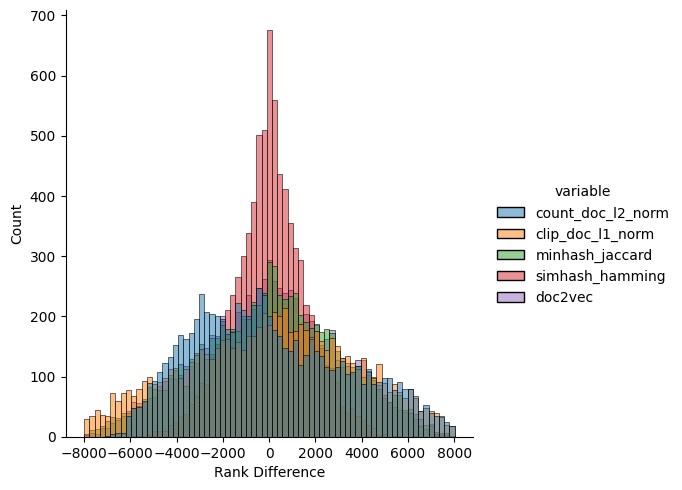 700
600
500
400
300
200
100
0
Count
−8000 −6000 −4000 −2000 0 2000 4000 6000 8000
Rank Difference
variable
count_doc_l2_norm
clip_doc_l1_norm
minhash_jaccard
simhash_hamming
doc2vec